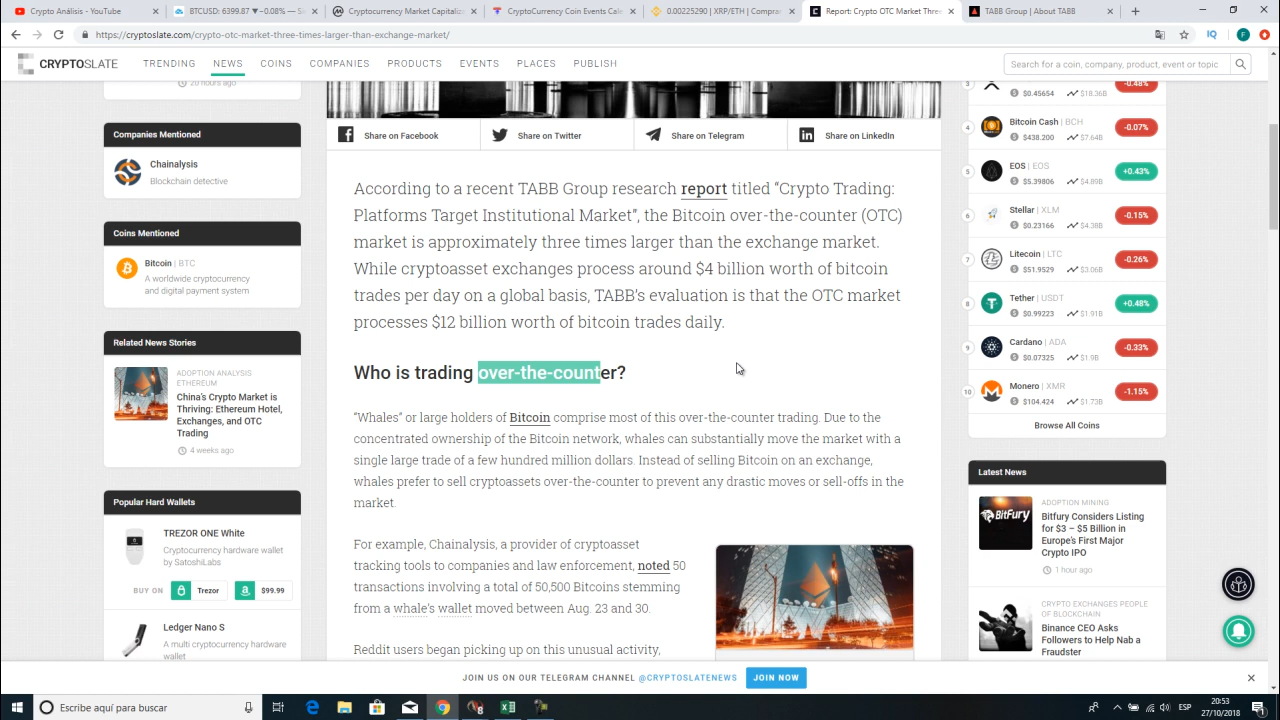 Crypto Análisis - YouTube
BTCUSD: 6399.87 ▼−0.08% — Si
Cryptocurrency Market Capitaliz
CryptoCurrency Coin Events Cale
0.00225290 | XRP/ETH | Compra
Report: Crypto OTC Market Three
TABB Group | About TABB
https://cryptoslate.com/crypto-otc-market-three-times-larger-than-exchange-market/
IQ
F
CRYPTOSLATE
TRENDING
NEWS
COINS
COMPANIES
PRODUCTS
EVENTS
PLACES
PUBLISH
Search for a coin, company, product, event or topic
20 hours ago
Companies Mentioned
Chainalysis
Blockchain detective
Coins Mentioned
Bitcoin | BTC
A worldwide cryptocurrency
and digital payment system
Related News Stories
ADOPTION ANALYSIS
ETHEREUM
China's Crypto Market is
Thriving: Ethereum Hotel,
Exchanges, and OTC
Trading
4 weeks ago
Popular Hard Wallets
TREZOR ONE White
Cryptocurrency hardware wallet
by SatoshiLabs
BUY ON
Trezor
$99.99
Ledger Nano S
A multi cryptocurrency hardware
wallet
Share on Facebook
Share on Twitter
Share on Telegram
Share on LinkedIn
According to a recent TABB Group research report titled “Crypto Trading:
Platforms Target Institutional Market”, the Bitcoin over-the-counter (OTC)
market is approximately three times larger than the exchange market.
While cryptoasset exchanges process around $4 billion worth of bitcoin
trades per day on a global basis, TABB’s evaluation is that the OTC market
processes $12 billion worth of bitcoin trades daily.
Who is trading over-the-counter?
“Whales” or large holders of Bitcoin comprise most of this over-the-counter trading. Due to the
concentrated ownership of the Bitcoin network, whales can substantially move the market with a
single large trade of a few hundred million dollars. Instead of selling Bitcoin on an exchange,
whales prefer to sell cryptoassets over-the-counter to prevent any drastic moves or sell-offs in the
market.
For example, Chainalysis, a provider of cryptoasset
tracking tools to companies and law enforcement, noted 50
transactions involving a total of 50,500 Bitcoins stemming
from a whale’s wallet moved between Aug. 23 and 30.
Reddit users began picking up on this unusual activity,
3
$0.45654
$18.36B
-0.48%
4
Bitcoin Cash | BCH
$438.200
$7.64B
-0.07%
5
EOS | EOS
$5.39806
$4.89B
+0.43%
6
Stellar | XLM
$0.23166
$4.38B
-0.15%
7
Litecoin | LTC
$51.9529
$3.06B
-0.26%
8
Tether | USDT
$0.99223
$1.91B
+0.48%
9
Cardano | ADA
$0.07325
$1.9B
-0.33%
10
Monero | XMR
$104.424
$1.73B
-1.15%
Browse All Coins
Latest News
BITFURY
ADOPTION MINING
Bitfury Considers Listing
for $3 – $5 Billion in
Europe's First Major
Crypto IPO
1 hour ago
CRYPTO EXCHANGES PEOPLE
OF BLOCKCHAIN
Binance CEO Asks
Followers to Help Nab a
Fraudster
JOIN US ON OUR TELEGRAM CHANNEL @CRYPTOSLATENEWS
JOIN NOW
Escribe aquí para buscar
ESP
20:53
27/10/2018
1